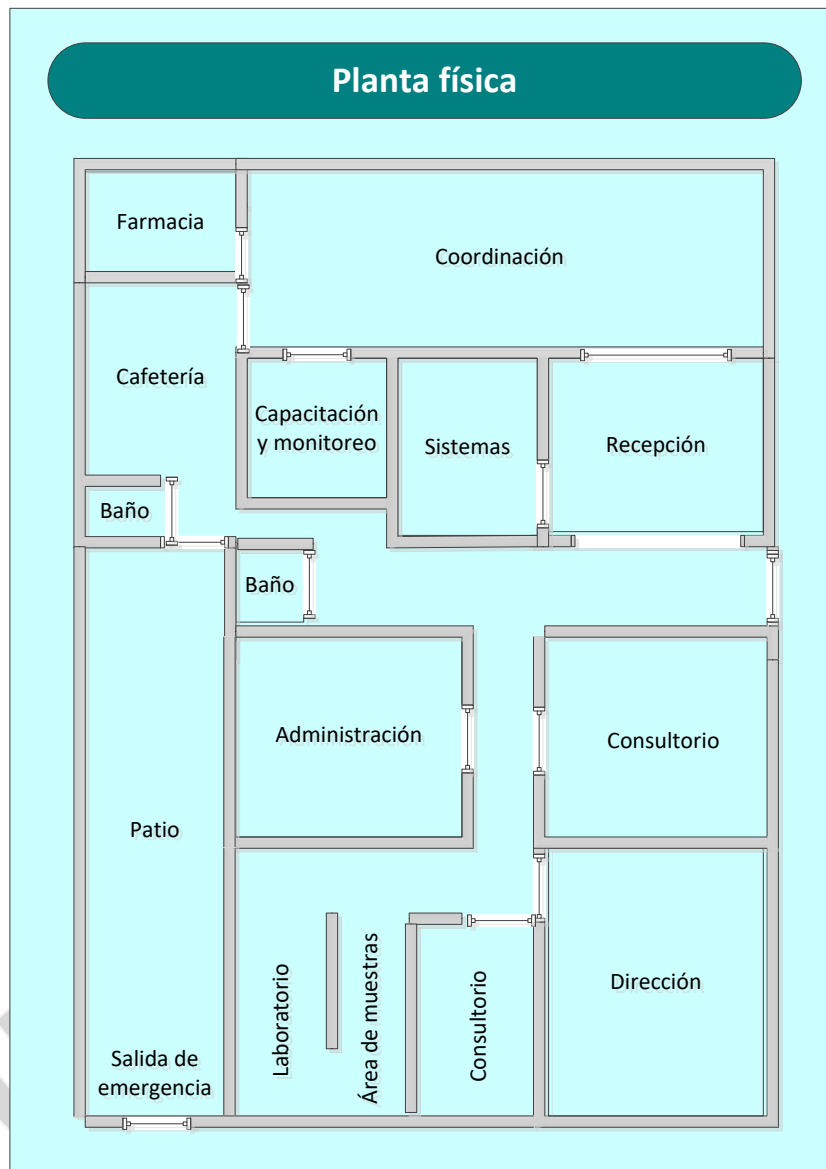 Planta física
Farmacia
Coordinación
Cafetería
Capacitación
y monitoreo
Sistemas
Recepción
Baño
Baño
Administración
Consultorio
Patio
Laboratorio
Área de muestras
Consultorio
Dirección
Salida de
emergencia